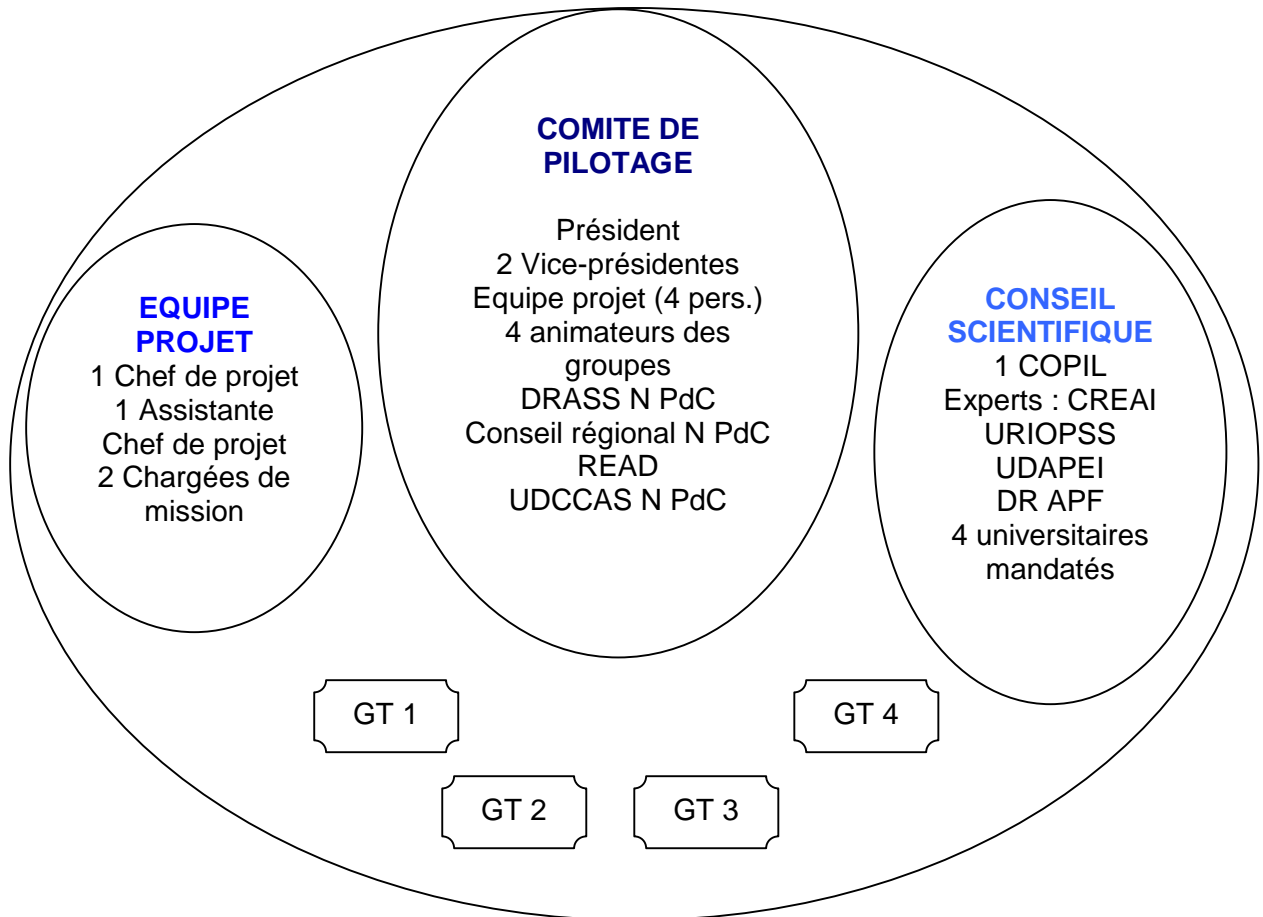 COMITE DE
PILOTAGE
Président
2 Vice-présidentes
Equipe projet (4 pers.)
4 animateurs des
groupes
DRASS N PdC
Conseil régional N PdC
READ
UDCCAS N PdC
EQUIPE
PROJET
1 Chef de projet
1 Assistante
Chef de projet
2 Chargées de
mission
CONSEIL
SCIENTIFIQUE
1 COPIL
Experts : CREAI
URIOPSS
UDAPEI
DR APF
4 universitaires
mandatés
GT 1
GT 4
GT 2
GT 3